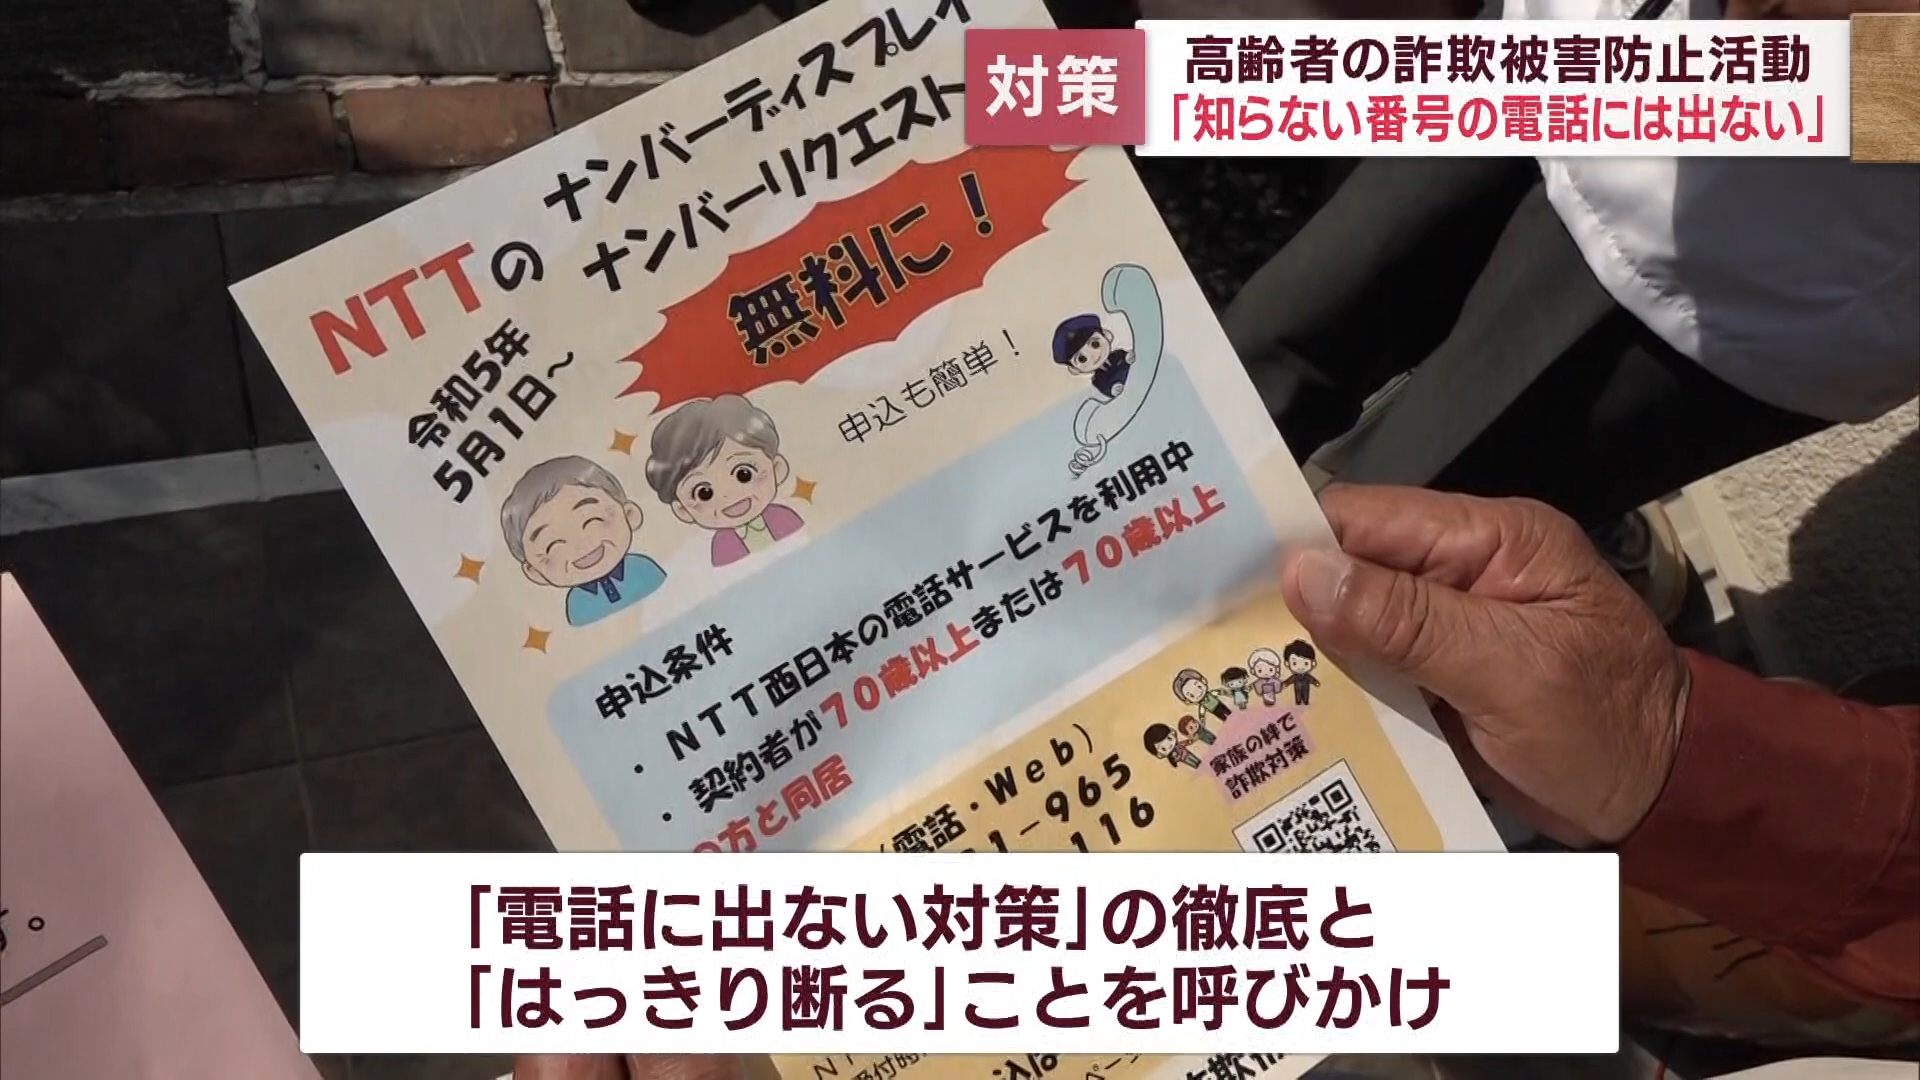 対策
高齢者の詐欺被害防止活動
「知らない番号の電話には出ない」
NTTの
ナンバーディスプレイ
ナンバーリクエスト
無料に！
令和5年
5月1日～
申込も簡単！
申込条件
・NTT西日本の電話サービスを利用中
・契約者が70歳以上または70歳以上
の方と同居
(電話・Web)
1-965
116
家族の絆で
詐欺対策
す。
「電話に出ない対策」の徹底と
「はっきり断る」ことを呼びかけ